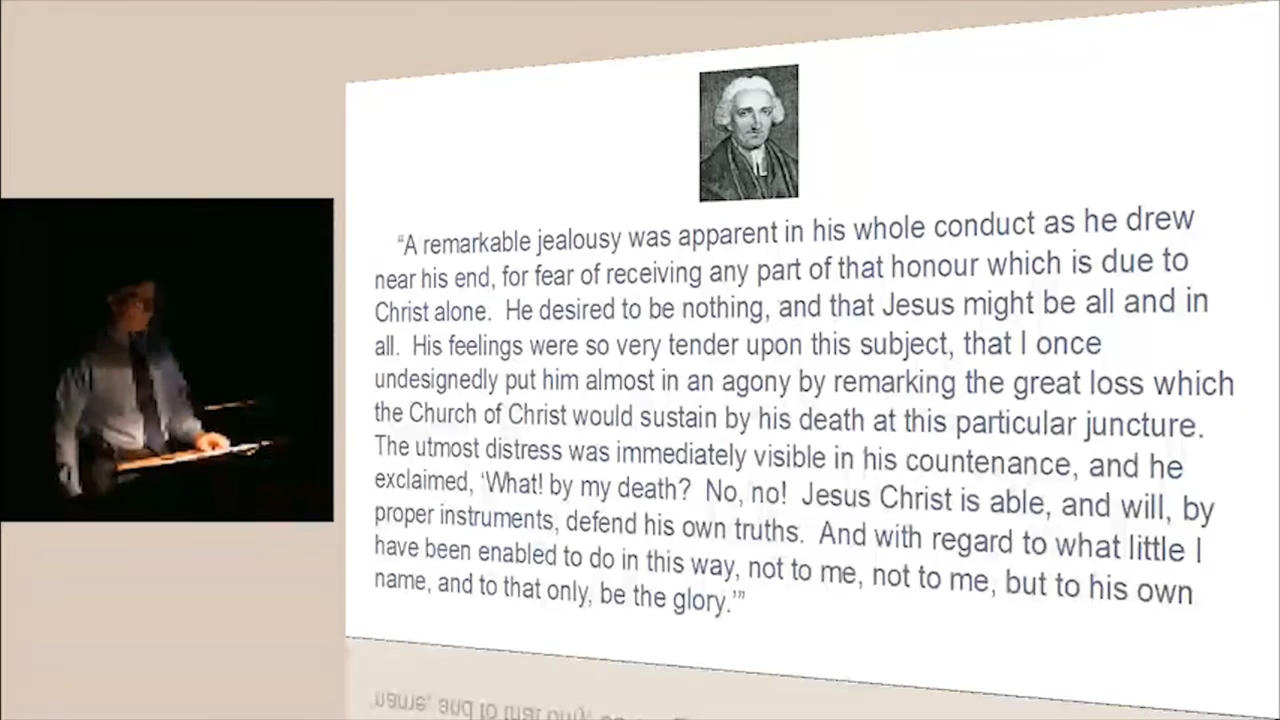 “A remarkable jealousy was apparent in his whole conduct as he drew
near his end, for fear of receiving any part of that honour which is due to
Christ alone.  He desired to be nothing, and that Jesus might be all and in
all.  His feelings were so very tender upon this subject, that I once
undesignedly put him almost in an agony by remarking the great loss which
the Church of Christ would sustain by his death at this particular juncture.
The utmost distress was immediately visible in his countenance, and he
exclaimed, ‘What! by my death?  No, no!  Jesus Christ is able, and will, by
proper instruments, defend his own truths.  And with regard to what little I
have been enabled to do in this way, not to me, not to me, but to his own
name, and to that only, be the glory.’”
name, and to that only,